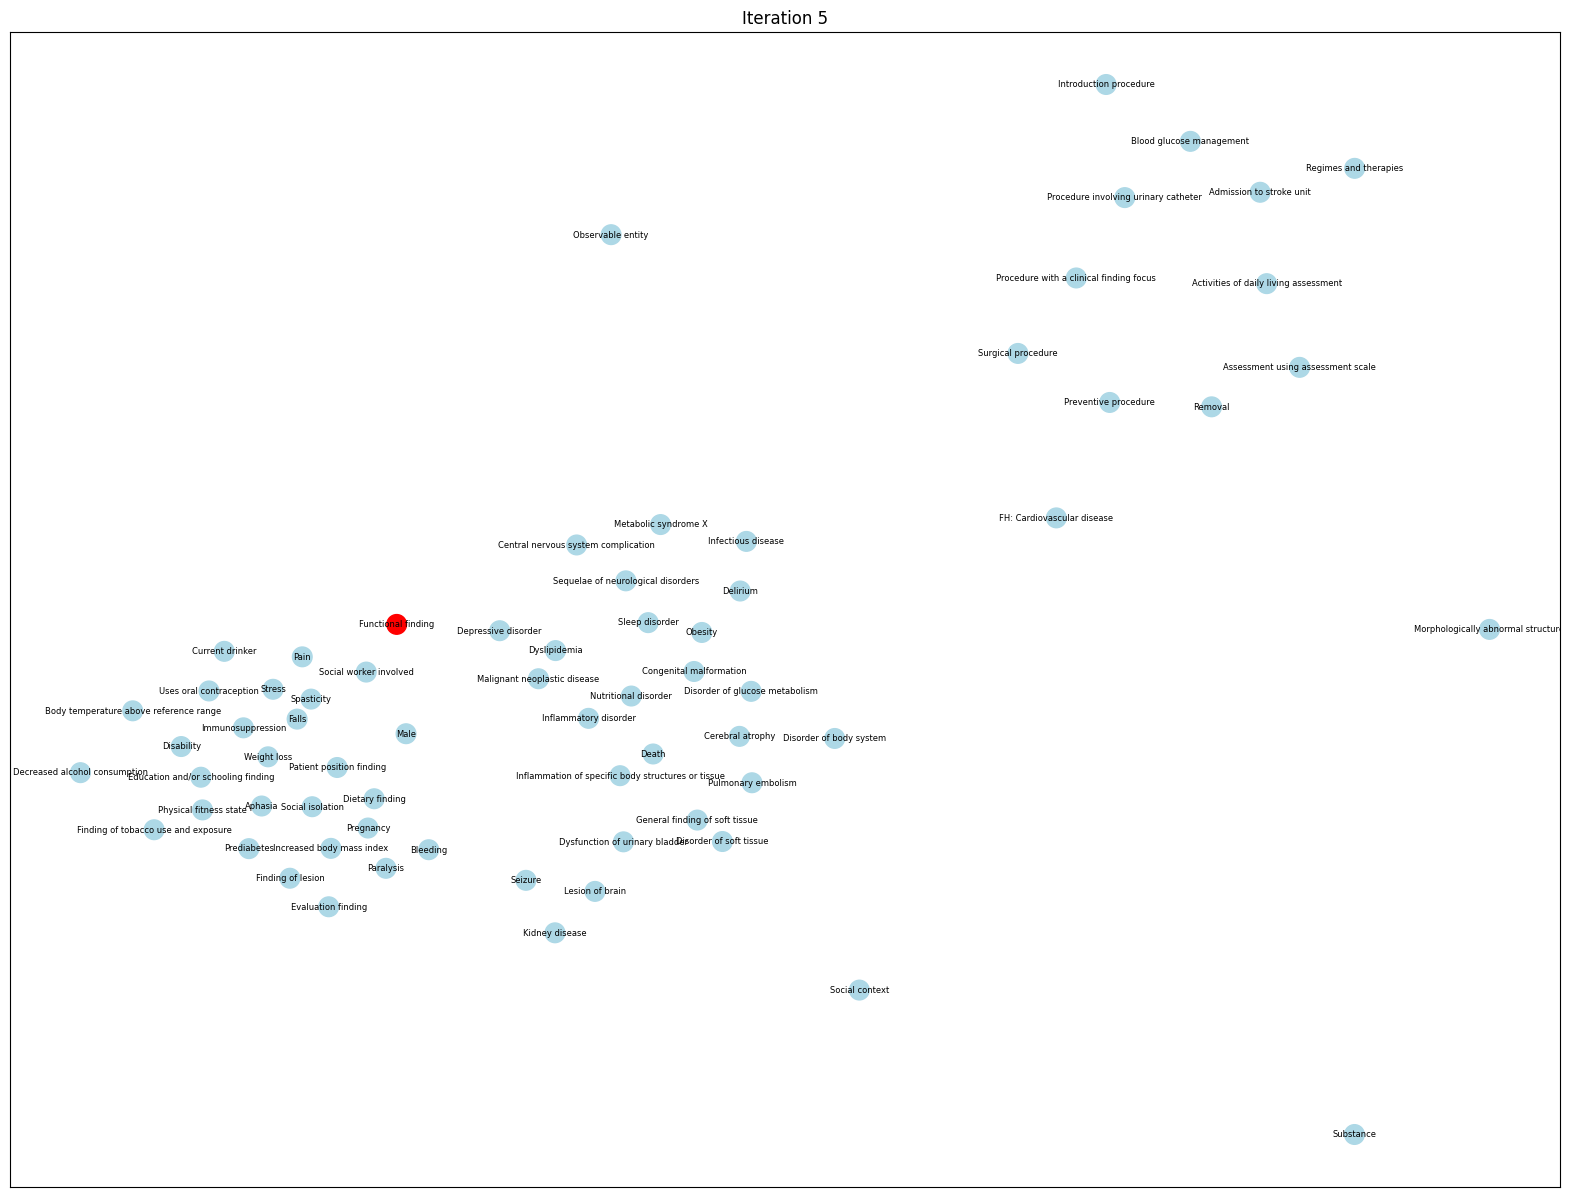 Iteration 5
Introduction procedure
Blood glucose management
Regimes and therapies
Admission to stroke unit
Procedure involving urinary catheter
Observable entity
Procedure with a clinical finding focus
Activities of daily living assessment
Surgical procedure
Assessment using assessment scale
Preventive procedure
Removal
FH: Cardiovascular disease
Metabolic syndrome X
Infectious disease
Central nervous system complication
Sequelae of neurological disorders
Delirium
Functional finding
Sleep disorder
Depressive disorder
Obesity
Morphologically abnormal structure
Current drinker
Dyslipidemia
Pain
Social worker involved
Congenital malformation
Malignant neoplastic disease
Uses oral contraception
Stress
Disorder of glucose metabolism
Nutritional disorder
Spasticity
Body temperature above reference range
Falls
Inflammatory disorder
Immunosuppression
Male
Cerebral atrophy
Disorder of body system
Disability
Death
Weight loss
Patient position finding
Decreased alcohol consumption
Education and/or schooling finding
Inflammation of specific body structures or tissue
Pulmonary embolism
Dietary finding
Aphasia
Social isolation
Physical fitness state
General finding of soft tissue
Pregnancy
Finding of tobacco use and exposure
Dysfunction of urinary bladder
Disorder of soft tissue
Prediabetes
Increased body mass index
Bleeding
Paralysis
Finding of lesion
Seizure
Lesion of brain
Evaluation finding
Kidney disease
Social context
Substance